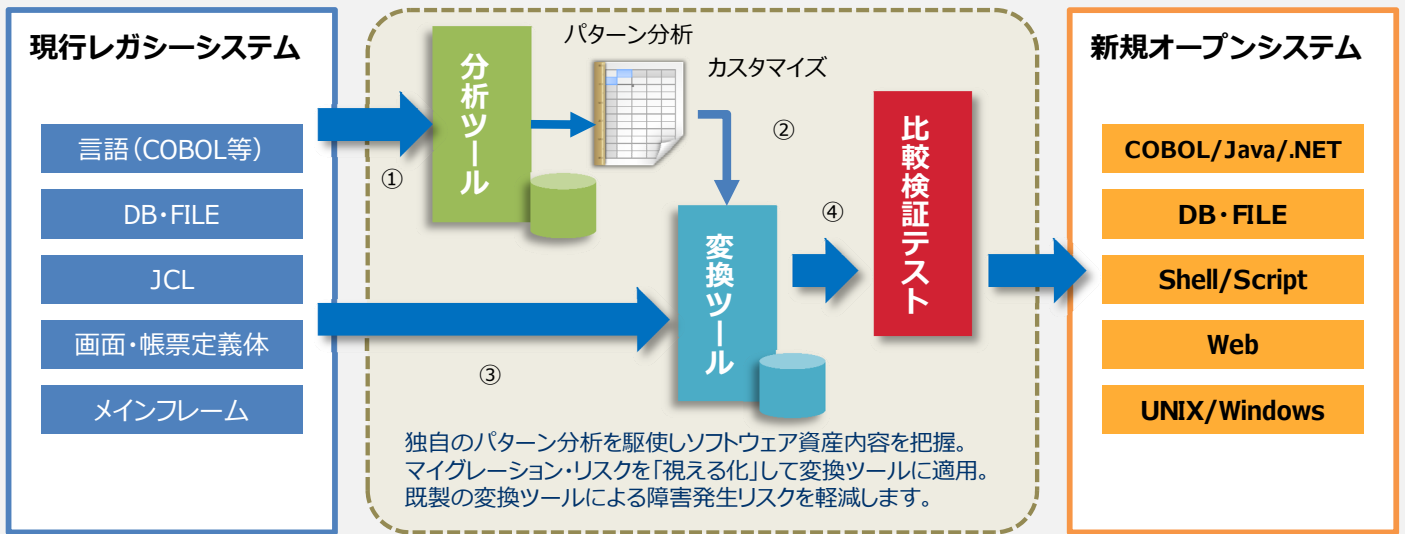 現行レガシーシステム
言語(COBOL等)
DB・FILE
JCL
画面・帳票定義体
メインフレーム
①
分析ツール
パターン分析
カスタマイズ
②
③
変換ツール
④
比較検証テスト
独自のパターン分析を駆使しソフトウェア資産内容を把握。
マイグレーション・リスクを「視える化」して変換ツールに適用。
既製の変換ツールによる障害発生リスクを軽減します。
新規オープンシステム
COBOL/Java/.NET
DB・FILE
Shell/Script
Web
UNIX/Windows